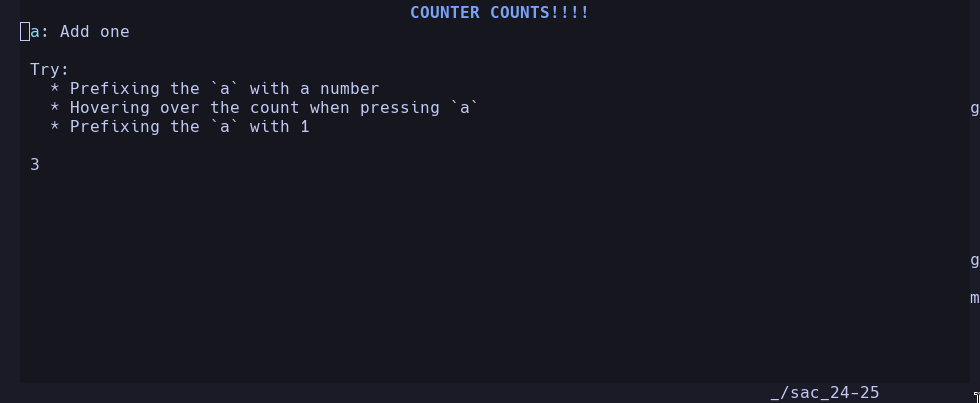 COUNTER COUNTS!!!!
a: Add one
Try:
* Prefixing the `a` with a number
* Hovering over the count when pressing `a`
* Prefixing the `a` with 1
3
g
g
m
_/sac_24-25